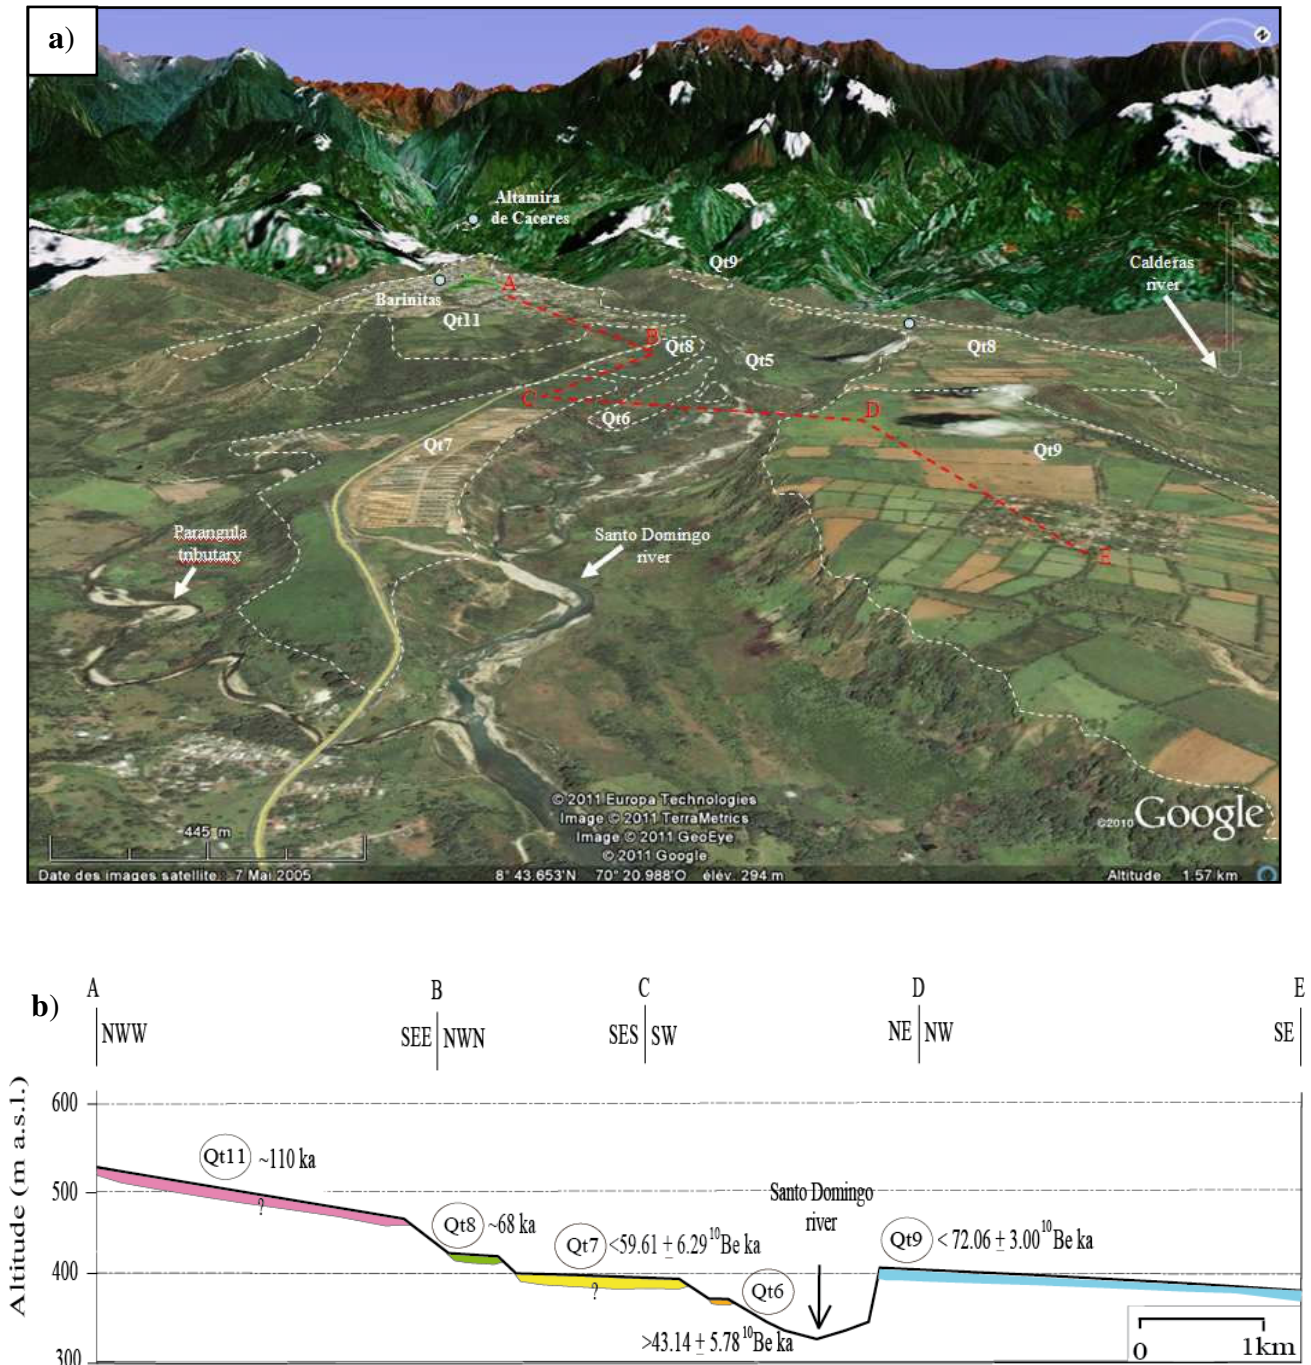 a)
N
Altamira
de Caceres
Qt9
Calderas
river
A
Barinitas
Qt11
B
Qt8
Qt5
Qt8
C
D
Qt6
Qt7
Qt9
Parangula
tributary
Santo Domingo
river
E
445 m
© 2011 Europa Technologies
Image © 2011 TerraMetrics
Image © 2011 GeoEye
© 2011 Google
©2010 Google
Date des images satellite : 7 Mai 2005
8° 43.653'N 70° 20.988'O élév. 294 m
Altitude 1.57 km
b)
A B C D E
NWW SEE NWN SES SW NE NW SE
Altitude (m a.s.l.)
600
500
400
300
Qt11 ~110 ka
Qt8 ~68 ka
Qt7 <59.61 ± 6.29 10Be ka
Santo Domingo
river
Qt9 < 72.06 ± 3.00 10Be ka
Qt6
>43.14 ± 5.78 10Be ka
?
?
0 1km